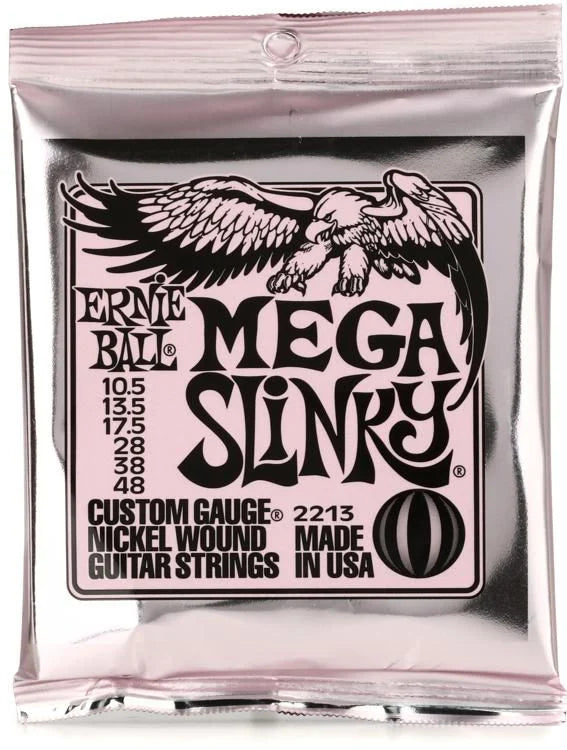 ERNIE
BALL®
MEGA
SLINKY®
10.5
13.5
17.5
28
38
48
CUSTOM GAUGE® 2213
NICKEL WOUND MADE
GUITAR STRINGS IN USA